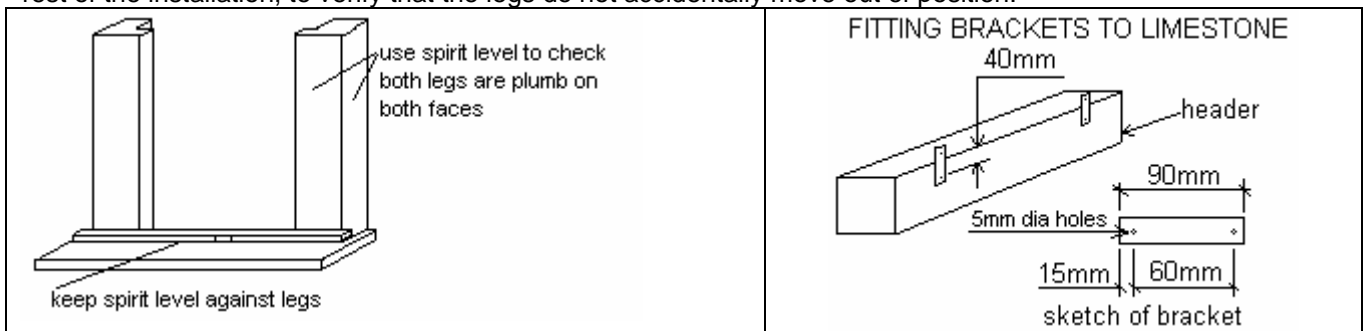 rest of the installation, to verify that the legs do not accidentally move out of position.
use spirit level to check
both legs are plumb on
both faces
keep spirit level against legs
FITTING BRACKETS TO LIMESTONE
40mm
header
90mm
5mm dia holes
15mm
60mm
sketch of bracket